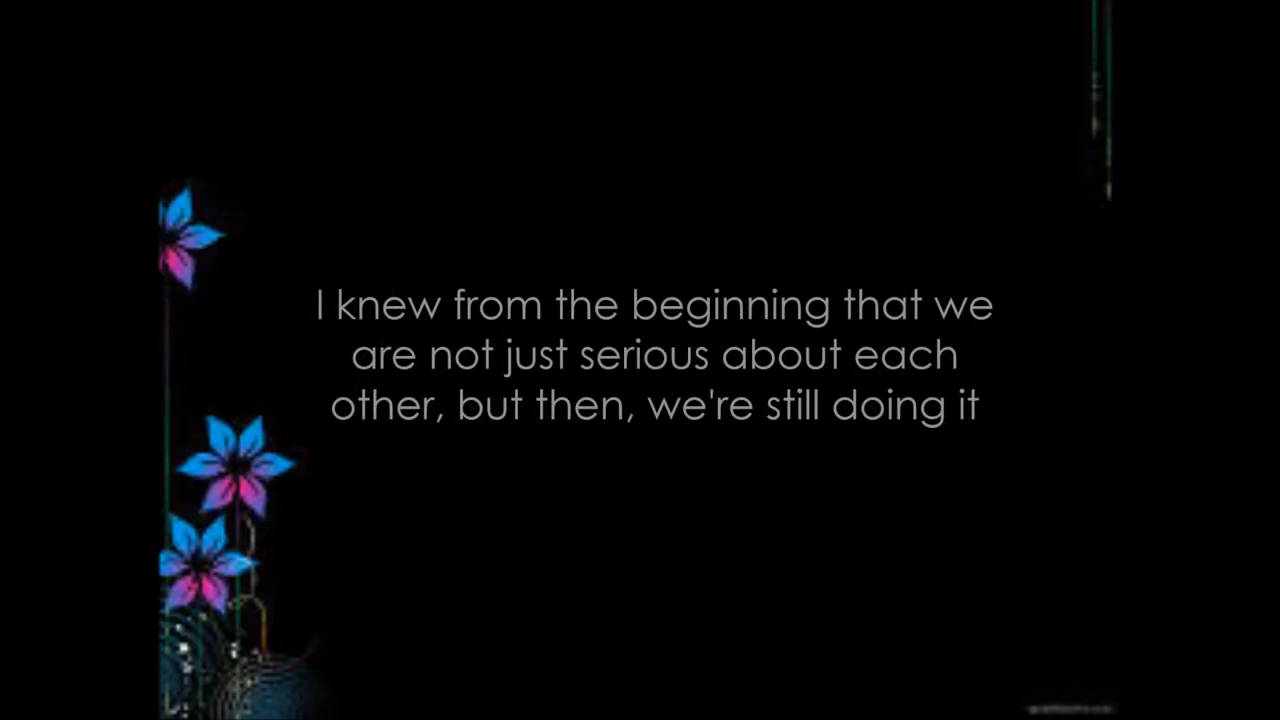 I knew from the beginning that we
are not just serious about each
other, but then, we're still doing it